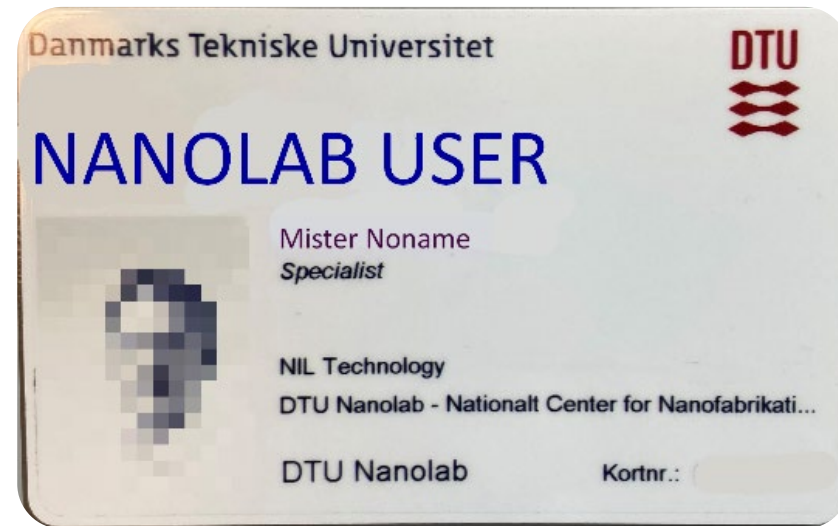 Danmarks Tekniske Universitet
DTU
NANOLAB USER
Mister Noname
Specialist
NIL Technology
DTU Nanolab - Nationalt Center for Nanofabrikati...
DTU Nanolab
Kortnr.: